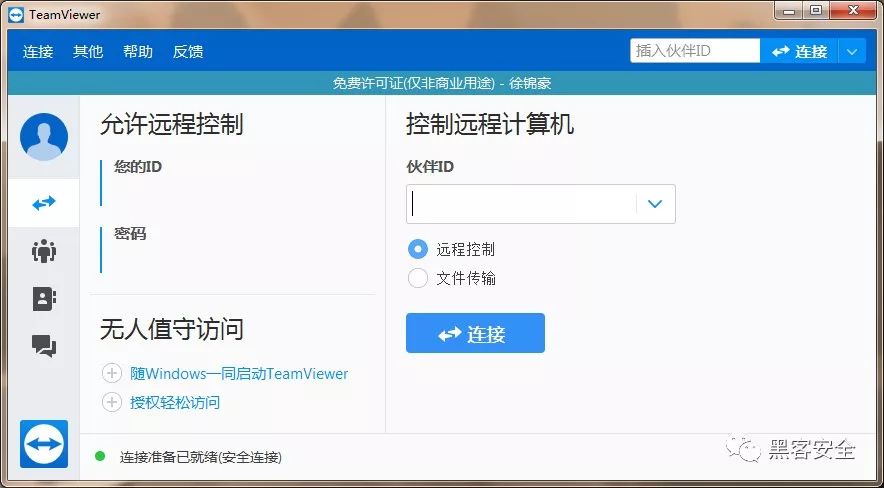 TeamViewer
连接 其他 帮助 反馈
插入伙伴ID 连接
免费许可证(仅非商业用途) - 徐锦豪
允许远程控制
您的ID
密码
无人值守访问
随Windows一同启动TeamViewer
授权轻松访问
控制远程计算机
伙伴ID
远程控制
文件传输
连接
连接准备已就绪(安全连接)
黑客安全